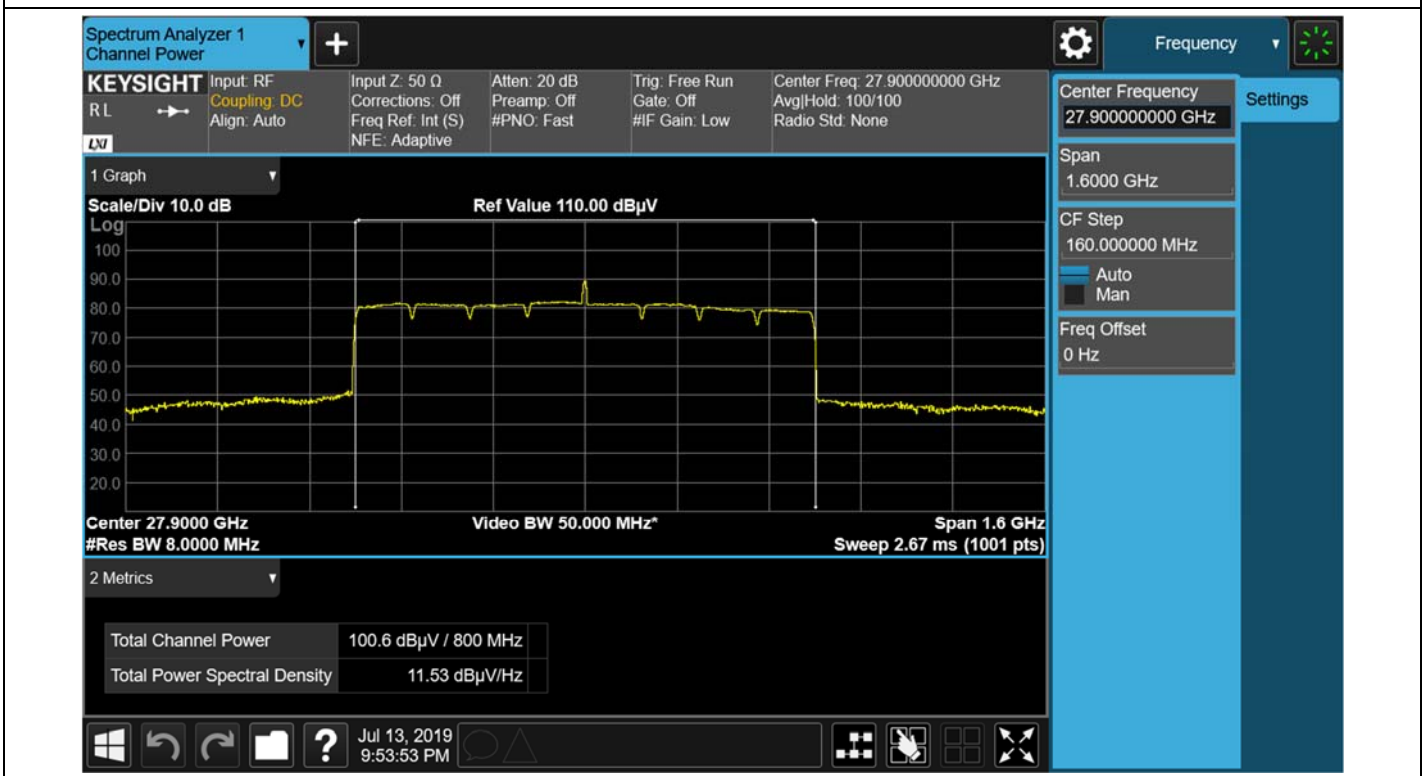 Spectrum Analyzer 1
Channel Power
+
Frequency
KEYSIGHT
RL
LXI
Input: RF
Coupling: DC
Align: Auto
Input Z: 50 Ω
Corrections: Off
Freq Ref: Int (S)
NFE: Adaptive
Atten: 20 dB
Preamp: Off
#PNO: Fast
Trig: Free Run
Gate: Off
#IF Gain: Low
Center Freq: 27.900000000 GHz
Avg|Hold: 100/100
Radio Std: None
Center Frequency
27.900000000 GHz
Settings
Span
1.6000 GHz
CF Step
160.000000 MHz
Auto
Man
Freq Offset
0 Hz
1 Graph
Scale/Div 10.0 dB
Ref Value 110.00 dBµV
Log
100
90.0
80.0
70.0
60.0
50.0
40.0
30.0
20.0
Center 27.9000 GHz
Video BW 50.000 MHz*
Span 1.6 GHz
#Res BW 8.0000 MHz
Sweep 2.67 ms (1001 pts)
2 Metrics
Total Channel Power 100.6 dBµV / 800 MHz
Total Power Spectral Density 11.53 dBµV/Hz
?
Jul 13, 2019
9:53:53 PM